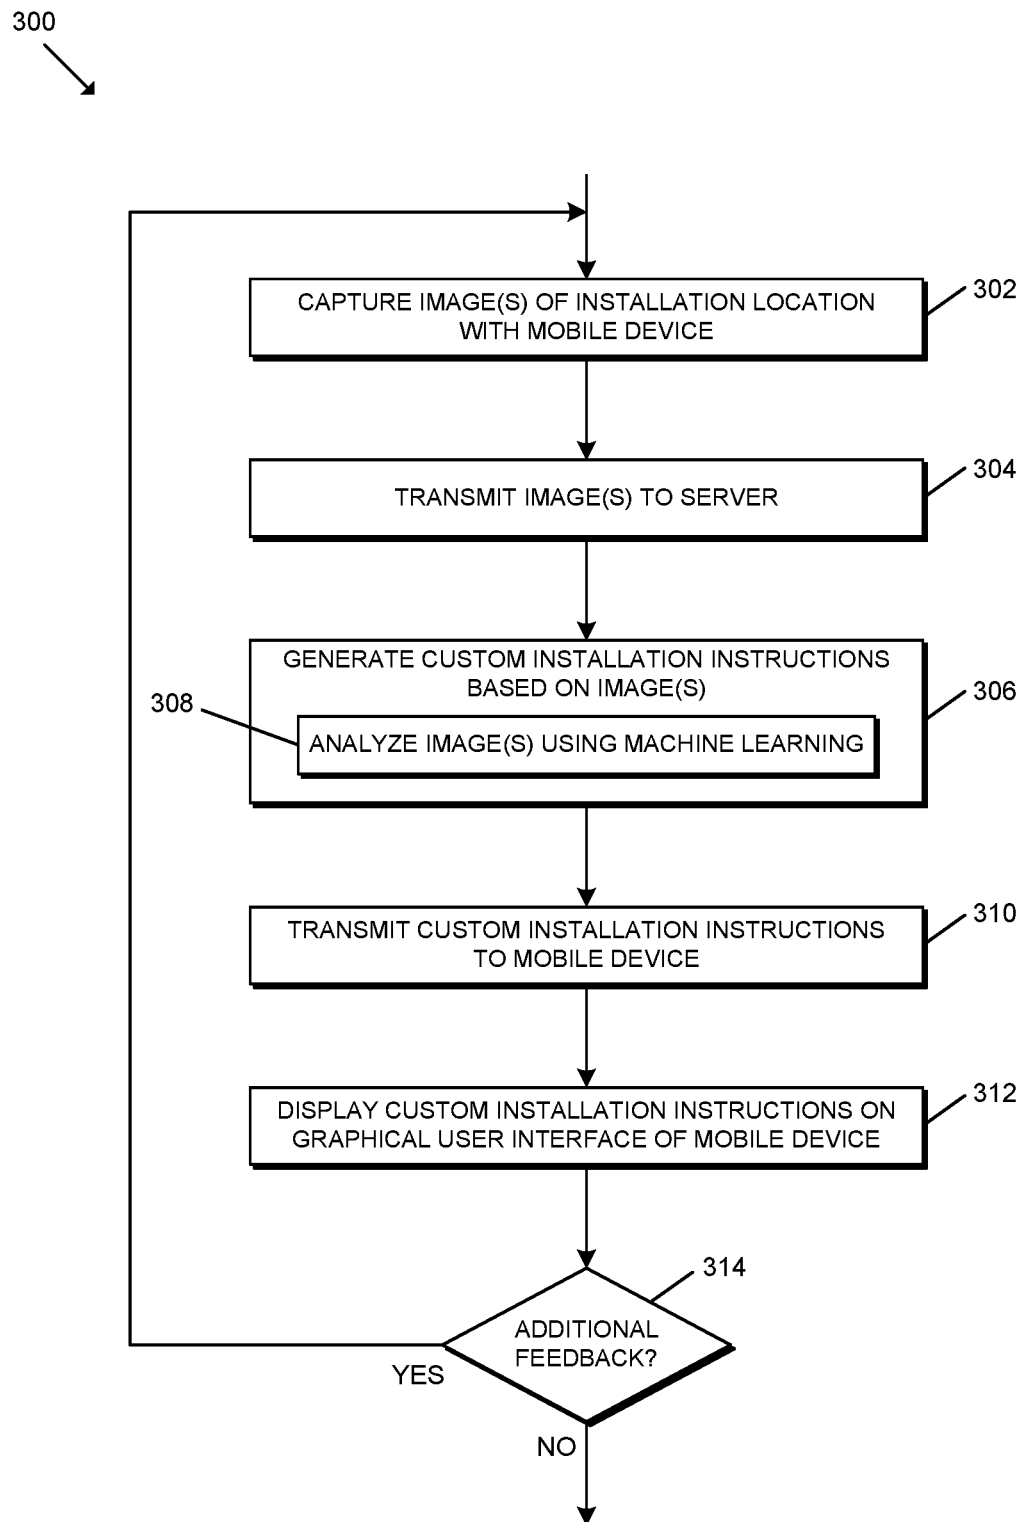 300
CAPTURE IMAGE(S) OF INSTALLATION LOCATION
WITH MOBILE DEVICE
302
TRANSMIT IMAGE(S) TO SERVER
304
GENERATE CUSTOM INSTALLATION INSTRUCTIONS
BASED ON IMAGE(S)
306
308
ANALYZE IMAGE(S) USING MACHINE LEARNING
TRANSMIT CUSTOM INSTALLATION INSTRUCTIONS
TO MOBILE DEVICE
310
DISPLAY CUSTOM INSTALLATION INSTRUCTIONS ON
GRAPHICAL USER INTERFACE OF MOBILE DEVICE
312
314
ADDITIONAL
FEEDBACK?
YES
NO